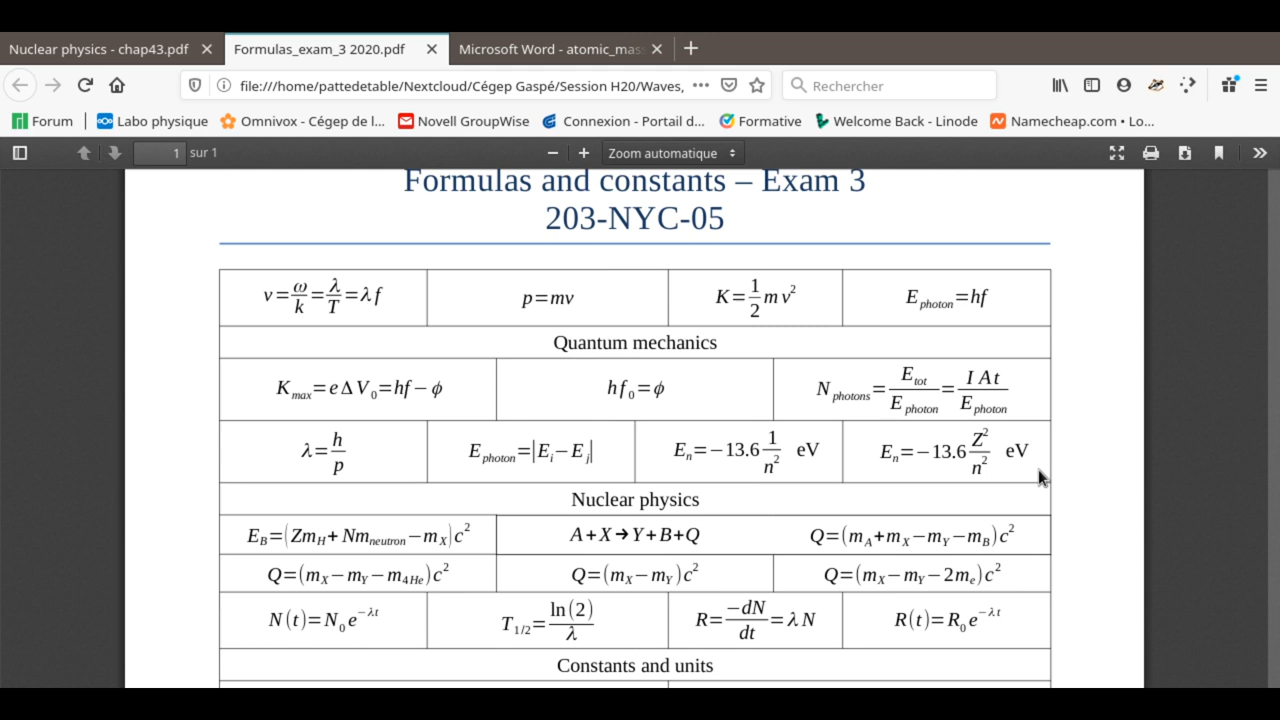 Nuclear physics - chap43.pdf
Formulas_exam_3 2020.pdf
Microsoft Word - atomic_mas
file:///home/pattedetable/Nextcloud/Cégep Gaspé/Session H20/Waves,
Rechercher
Forum
Labo physique
Omnivox - Cégep de l...
Novell GroupWise
Connexion - Portail d...
Formative
Welcome Back - Linode
Namecheap.com • Lo...
1 sur 1
Zoom automatique
Formulas and constants – Exam 3
203-NYC-05
v=ω/k=λ/T=λf
p=mv
K=1/2 mv²
E_photon=hf
Quantum mechanics
K_max=eΔV₀=hf−ϕ
hf₀=ϕ
N_photons=E_tot/E_photon=IAt/E_photon
λ=h/p
E_photon=|E_i−E_j|
E_n=−13.6 1/n² eV
E_n=−13.6 Z²/n² eV
Nuclear physics
E_B=(Zm_H+Nm_neutron−m_X)c²
A+X→Y+B+Q
Q=(m_A+m_X−m_Y−m_B)c²
Q=(m_X−m_Y−m_4He)c²
Q=(m_X−m_Y)c²
Q=(m_X−m_Y−2m_e)c²
N(t)=N₀e^−λt
T_1/2=ln(2)/λ
R=−dN/dt=λN
R(t)=R₀e^−λt
Constants and units